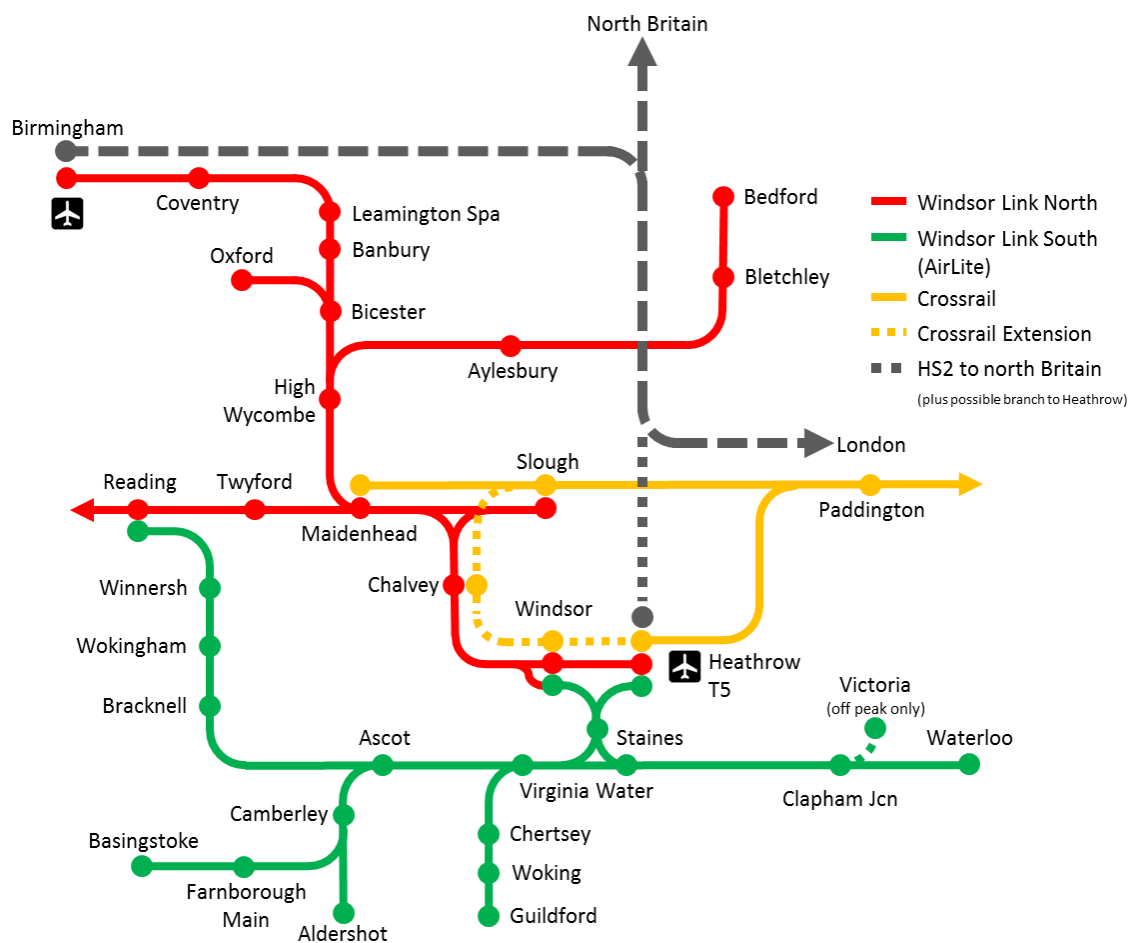 North Britain
Birmingham
Coventry
Leamington Spa
Banbury
Oxford
Bicester
Bedford
Bletchley
Windsor Link North
Windsor Link South
(AirLite)
Crossrail
Crossrail Extension
HS2 to north Britain
(plus possible branch to Heathrow)
Aylesbury
High
Wycombe
London
Reading
Twyford
Slough
Maidenhead
Paddington
Chalvey
Winnersh
Windsor
Wokingham
Heathrow
T5
Bracknell
Victoria
(off peak only)
Ascot
Staines
Waterloo
Virginia Water
Clapham Jcn
Camberley
Basingstoke
Chertsey
Farnborough
Main
Woking
Aldershot
Guildford